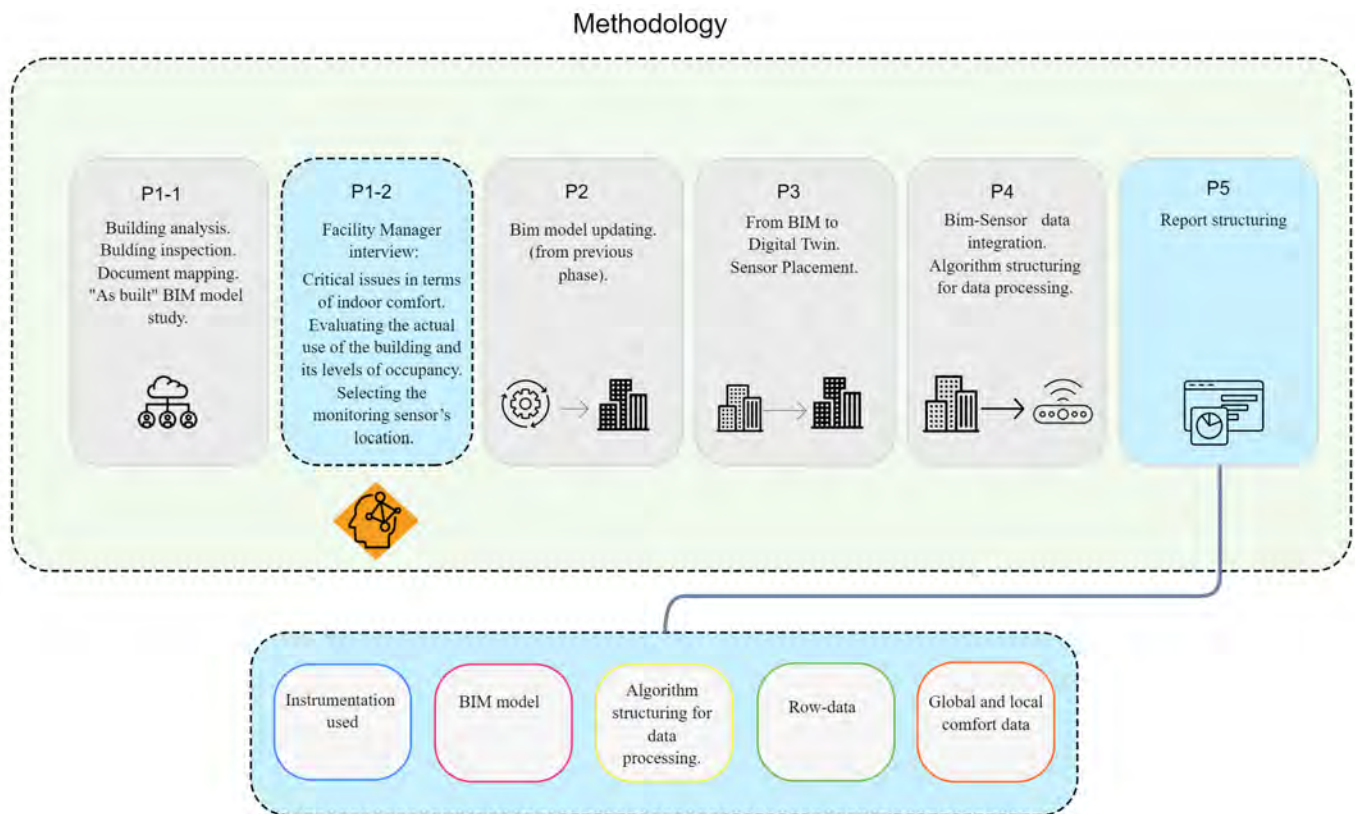 Methodology
P1-1
Building analysis.
Bulding inspection.
Document mapping.
"As built" BIM model
study.
P1-2
Facility Manager
interview:
Critical issues in terms
of indoor comfort.
Evaluating the actual
use of the building and
its levels of occupancy.
Selecting the
monitoring sensor’s
location.
P2
Bim model updating.
(from previous
phase).
P3
From BIM to
Digital Twin.
Sensor Placement.
P4
Bim-Sensor data
integration.
Algorithm structuring
for data processing.
P5
Report structuring
Instrumentation
used
BIM model
Algorithm
structuring for
data
processing.
Row-data
Global and local
comfort data